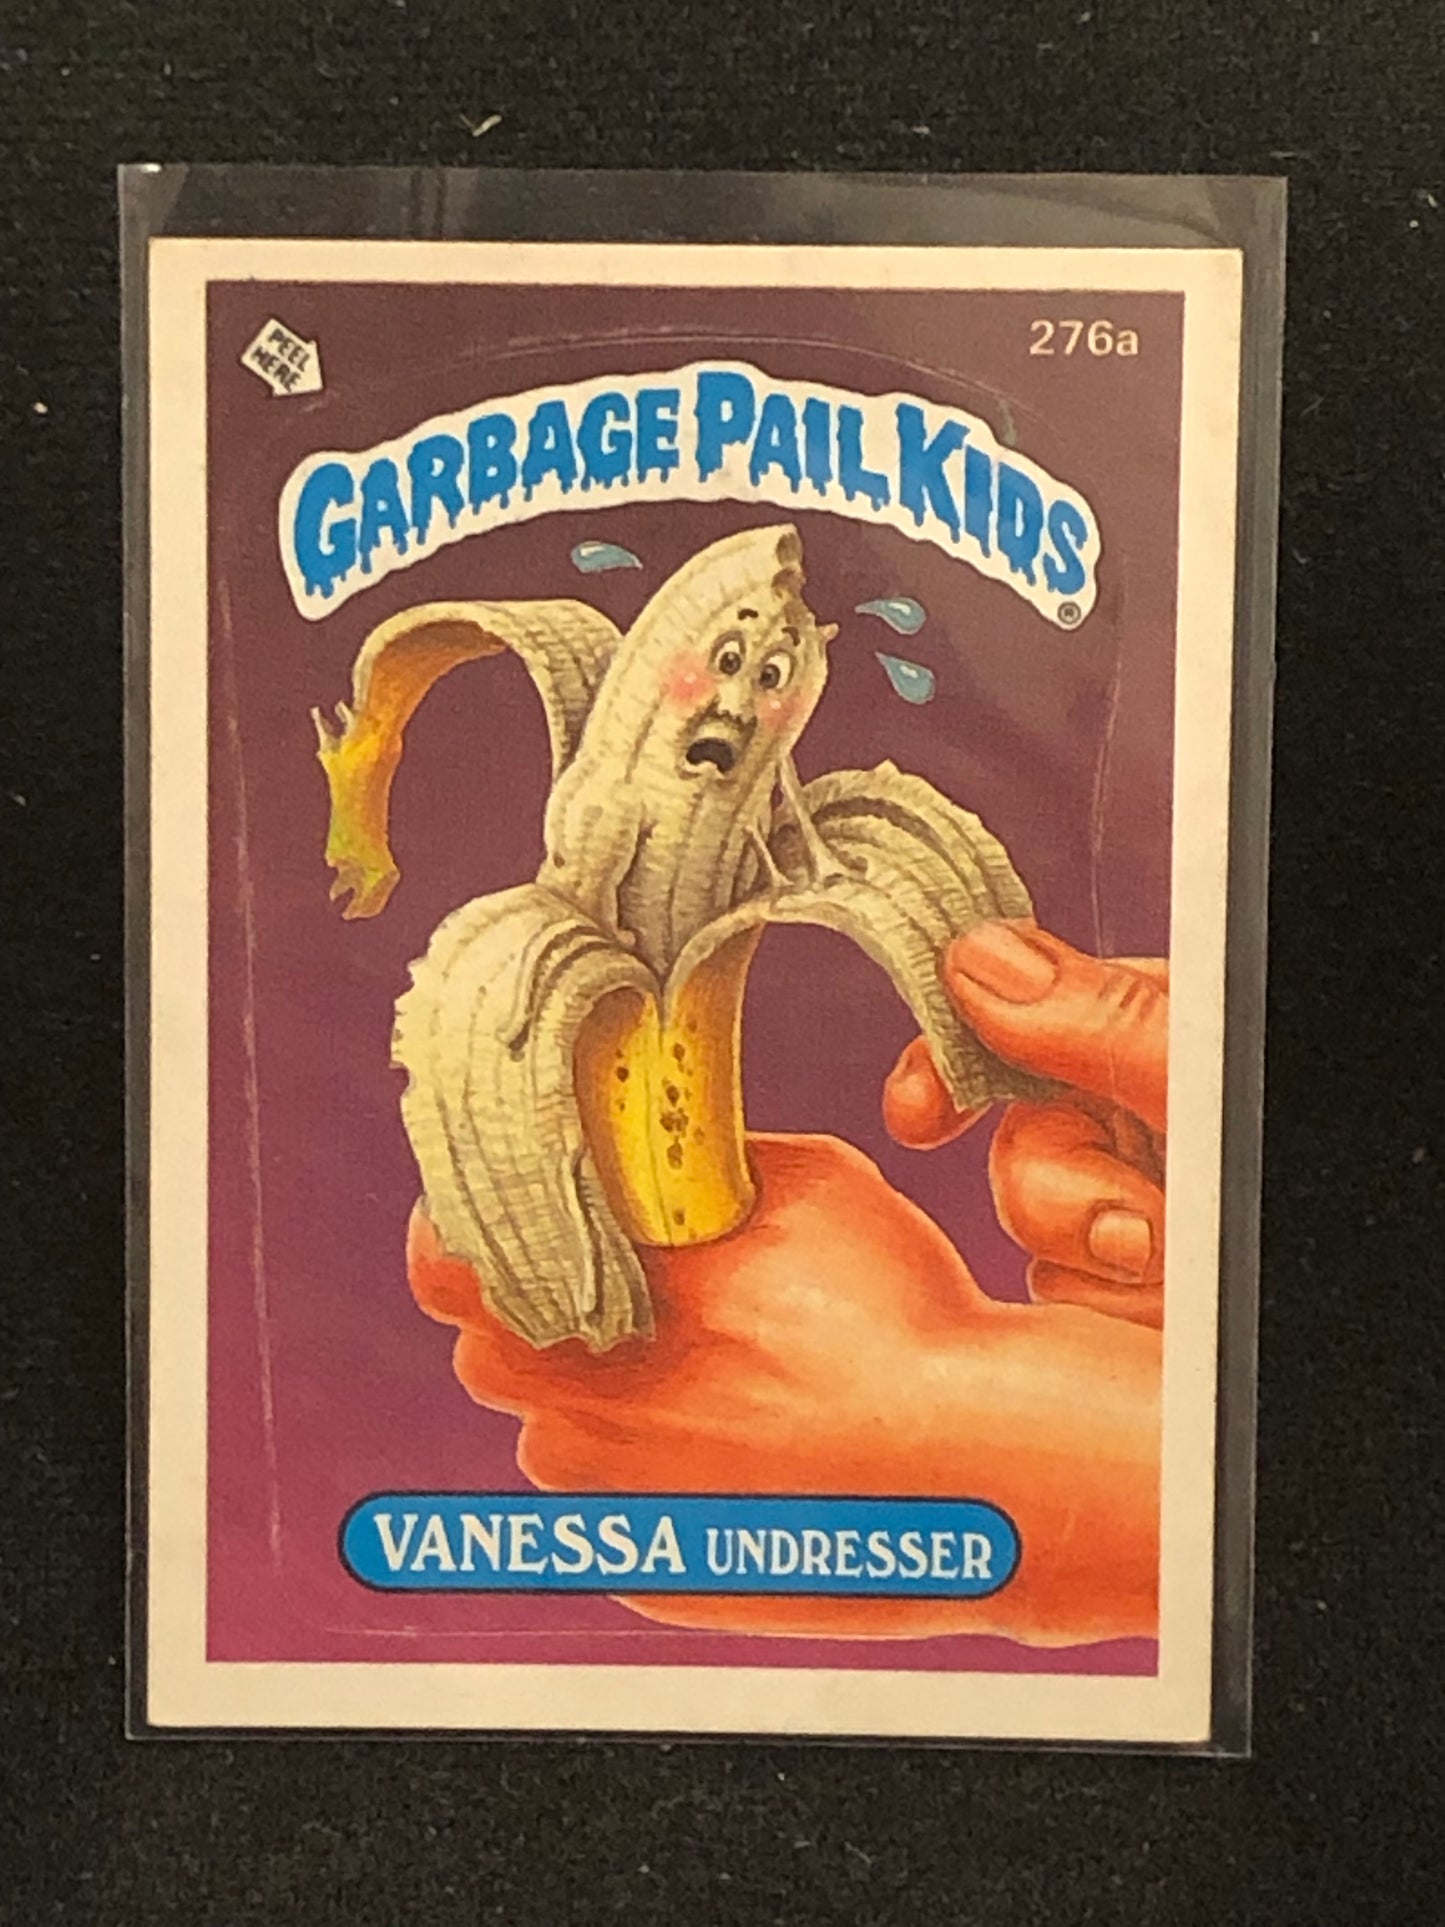 PEEL
HERE
276a
GARBAGE PAIL KIDS
®
VANESSA UNDRESSER